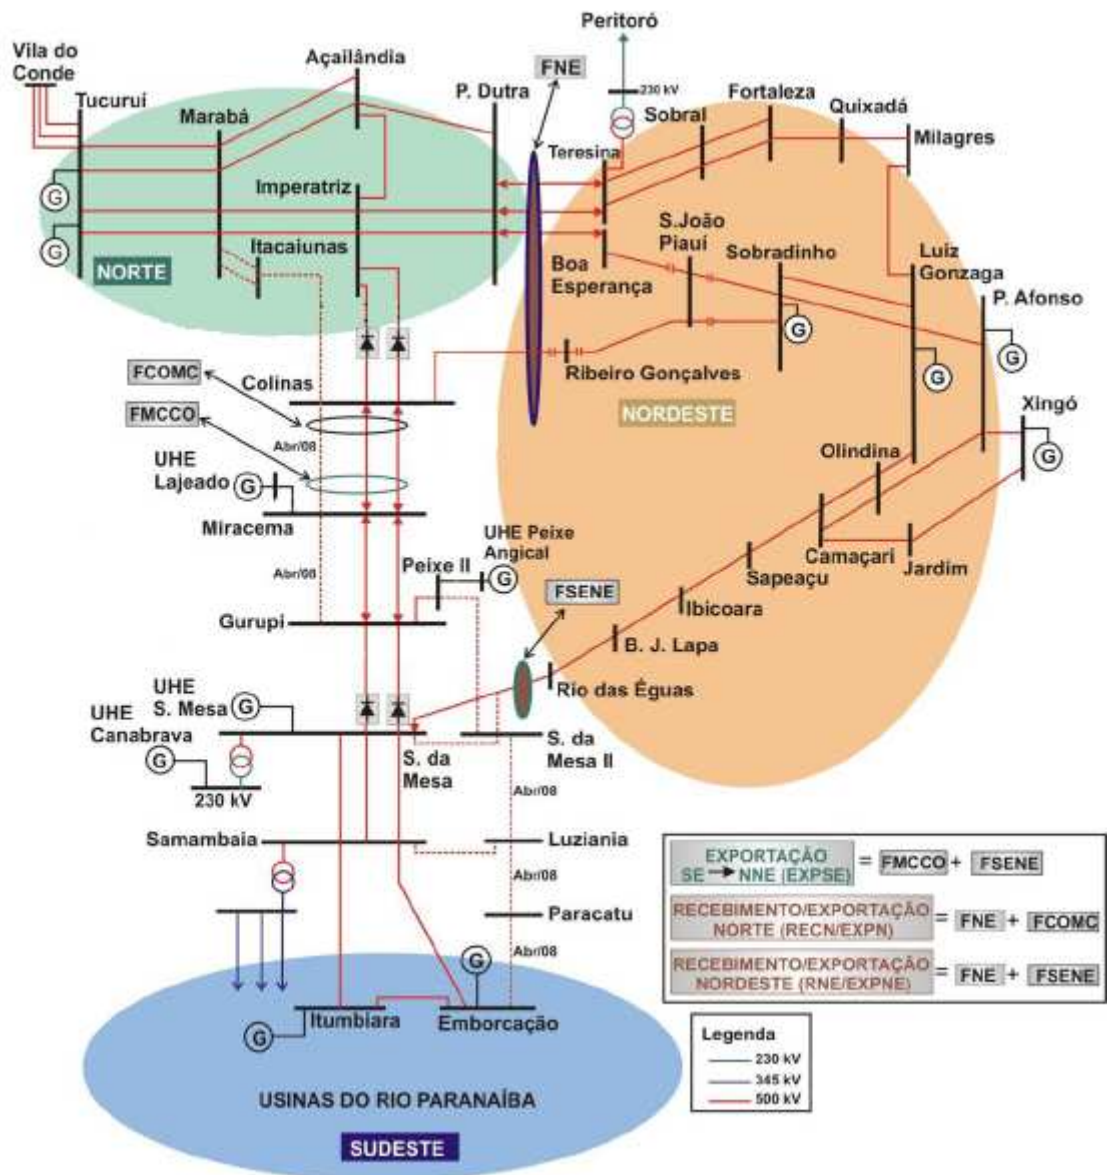 Peritoró
Vila do
Conde
Tucuruí
Açailândia
FNE
230 kV
Fortaleza
P. Dutra
Marabá
Sobral
Quixadá
Teresina
Milagres
G
Imperatriz
S.João
Piauí
Sobradinho
Luiz
Gonzaga
G
Itacaiunas
NORTE
Boa
Esperança
P. Afonso
G
G
G
Ribeiro Gonçalves
FCOMC
Colinas
NORDESTE
Xingó
FMCCO
Abr/08
G
UHE
Lajeado
G
Olindina
Miracema
UHE Peixe
Angical
Camaçari
Jardim
Abr/08
Peixe II
G
Sapeaçu
FSENE
Ibicoara
Gurupi
B. J. Lapa
Rio das Éguas
UHE
S. Mesa
G
UHE
Canabrava
G
S. da
Mesa
S. da
Mesa II
230 kV
Abr/08
Samambaia
Luziania
Abr/08
Paracatu
Abr/08
G
Itumbiara
Emborcação
G
USINAS DO RIO PARANAÍBA
SUDESTE
EXPORTAÇÃO
SE NNE (EXPSE) = FMCCO + FSENE
RECEBIMENTO/EXPORTAÇÃO
NORTE (RECN/EXPN) = FNE + FCOMC
RECEBIMENTO/EXPORTAÇÃO
NORDESTE (RNE/EXPNE) = FNE + FSENE
Legenda
230 kV
345 kV
500 kV